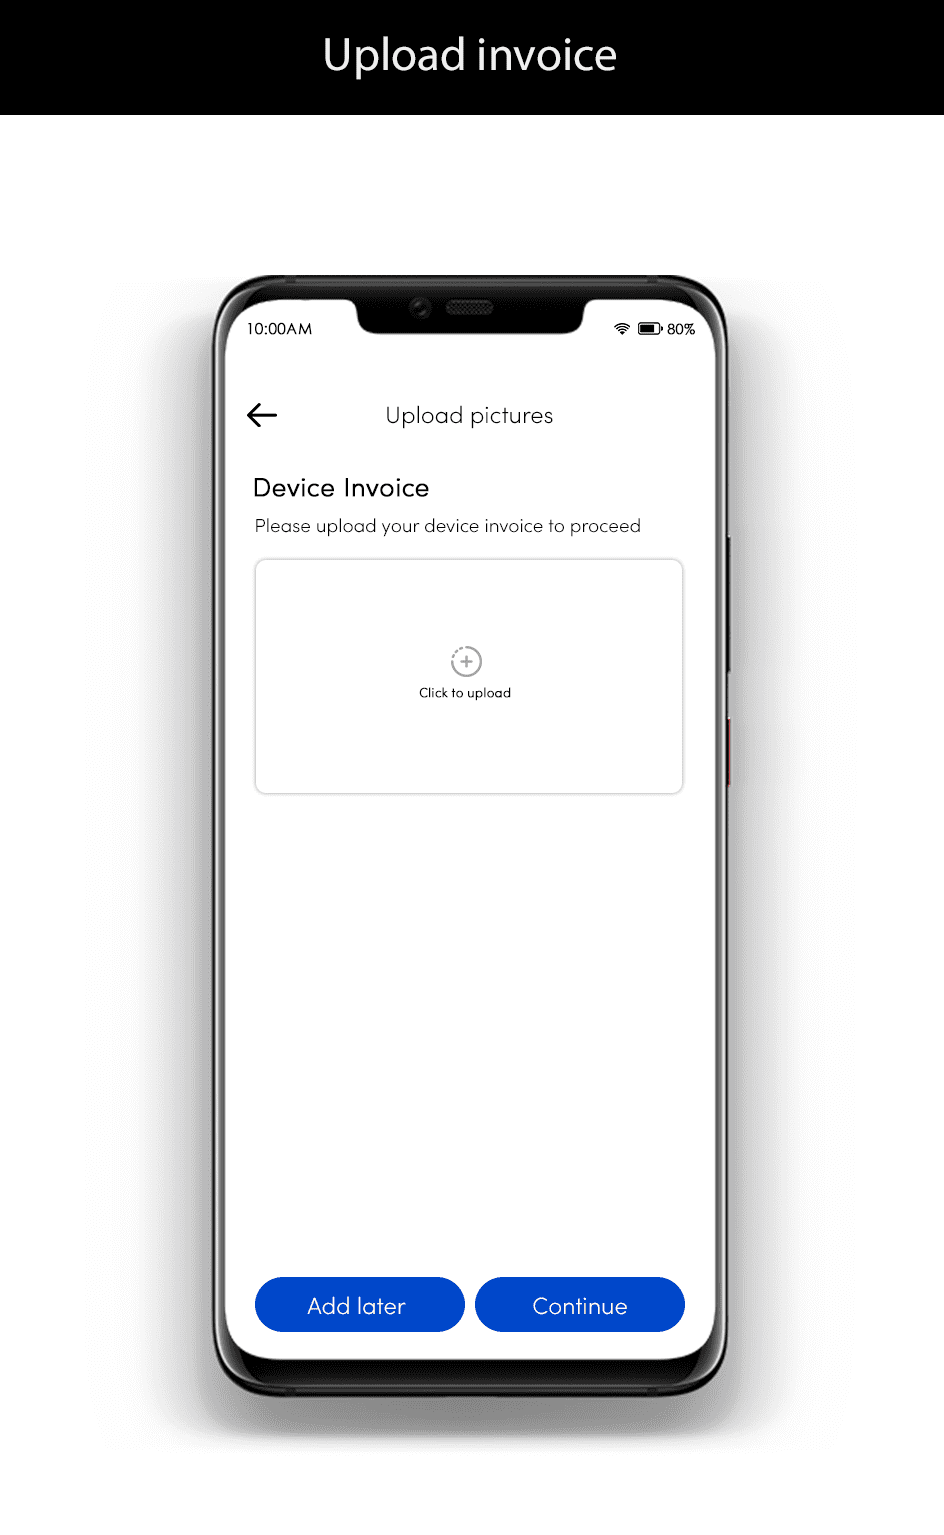 Upload invoice
10:00AM 80%
Upload pictures
Device Invoice
Please upload your device invoice to proceed
Click to upload
Add later Continue